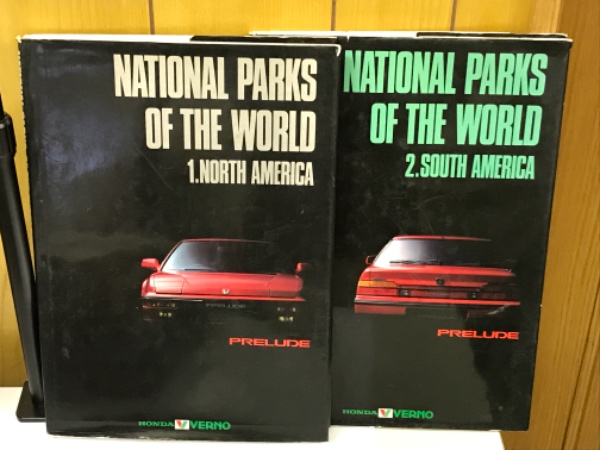 NATIONAL PARKS
OF THE WORLD
1.NORTH AMERICA
PRELUDE
HONDA VERNO
NATIONAL PARKS
OF THE WORLD
2.SOUTH AMERICA
PRELUDE
HONDA VERNO